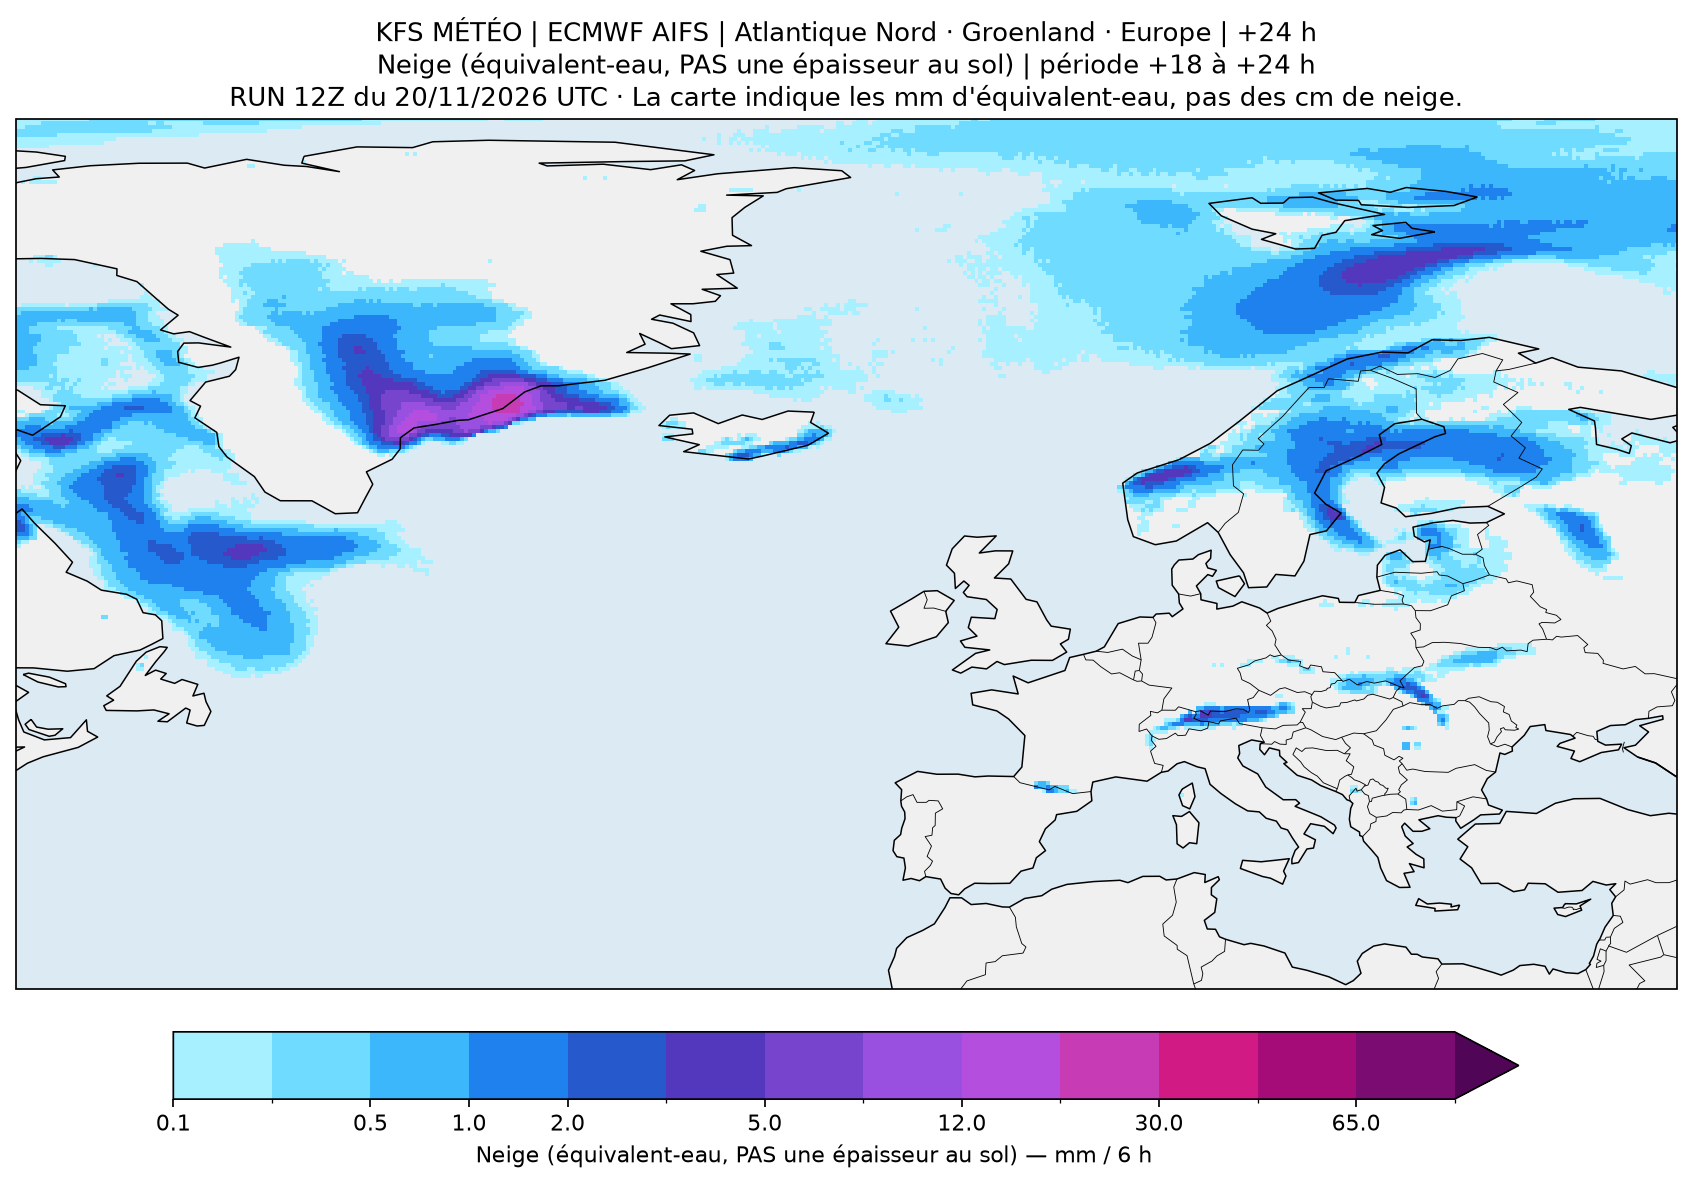 KFS MÉTÉO | ECMWF AIFS | Atlantique Nord · Groenland · Europe | +24 h
Neige (équivalent-eau, PAS une épaisseur au sol) | période +18 à +24 h
RUN 12Z du 20/11/2026 UTC · La carte indique les mm d'équivalent-eau, pas des cm de neige.
0.1 0.5 1.0 2.0 5.0 12.0 30.0 65.0
Neige (équivalent-eau, PAS une épaisseur au sol) — mm / 6 h